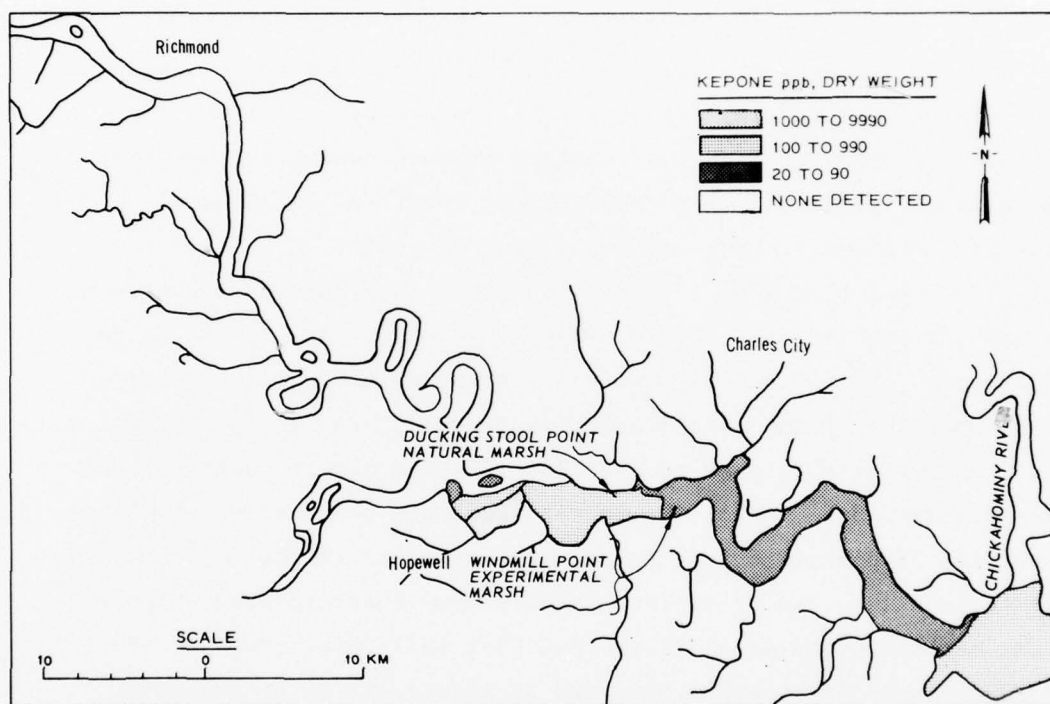 Richmond
KEPONE ppb, DRY WEIGHT
1000 TO 9990
100 TO 990
20 TO 90
NONE DETECTED
-N-
Charles City
DUCKING STOOL POINT
NATURAL MARSH
CHICKAHOMINY RIVER
Hopewell
WINDMILL POINT
EXPERIMENTAL
MARSH
SCALE
10 0 10 KM